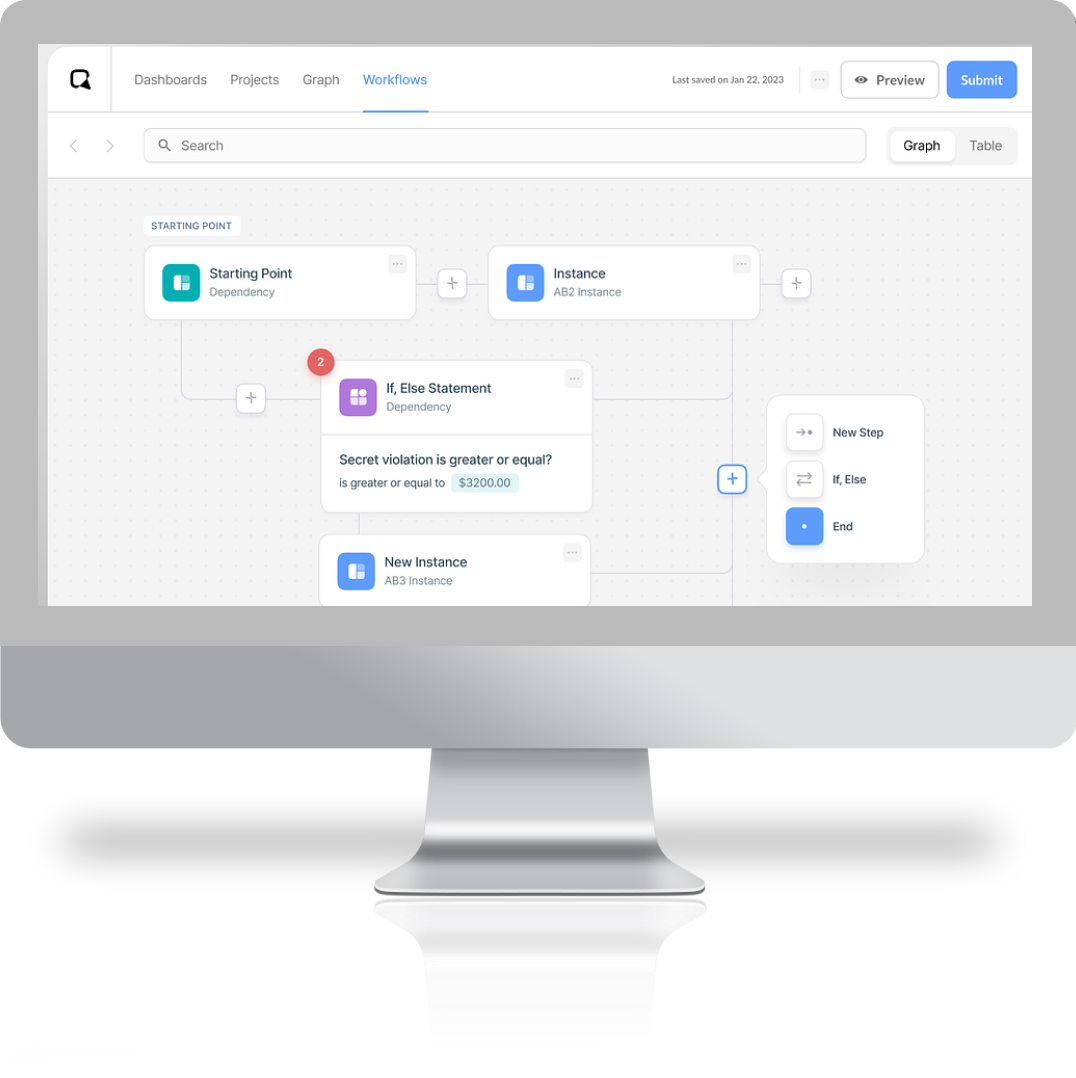 Dashboards Projects Graph Workflows Last saved on Jan 22, 2023 Preview Submit
Search Graph Table
STARTING POINT
Starting Point
Dependency
Instance
AB2 Instance
2
If, Else Statement
Dependency
Secret violation is greater or equal?
is greater or equal to $3200.00
New Step
If, Else
End
New Instance
AB3 Instance